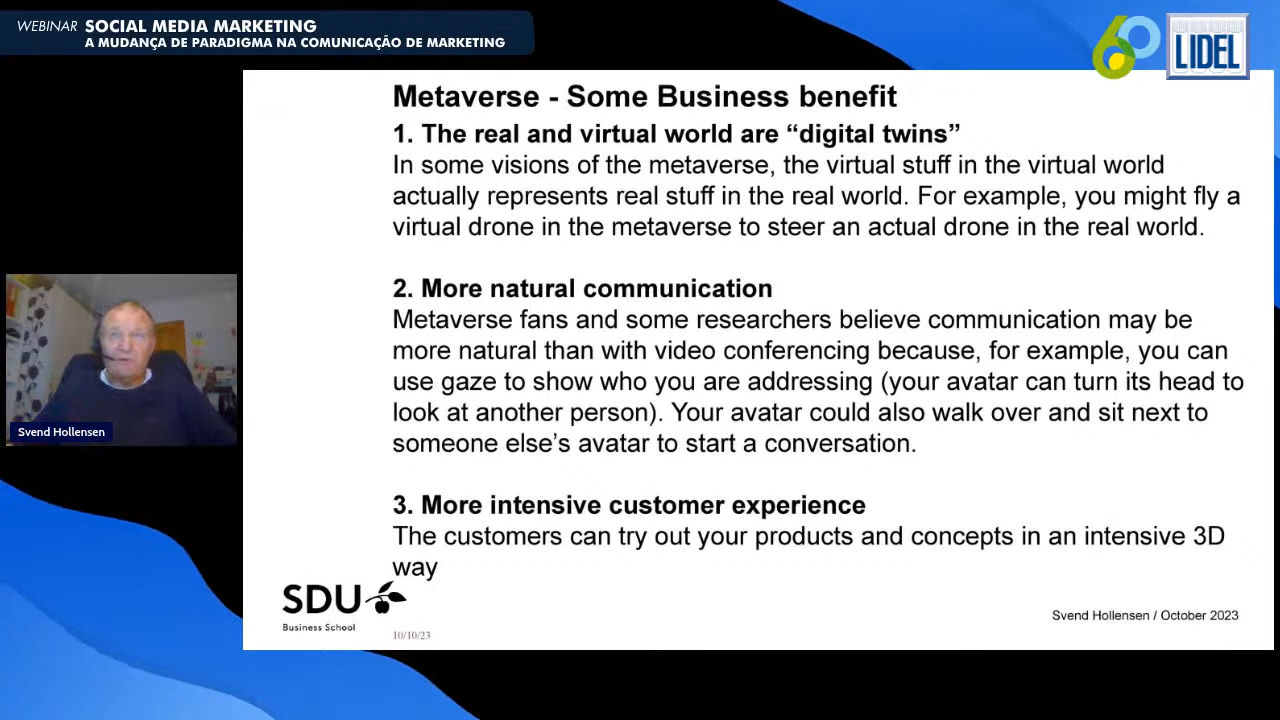 WEBINAR SOCIAL MEDIA MARKETING
A MUDANÇA DE PARADIGMA NA COMUNICAÇÃO DE MARKETING
60
LIDEL
Metaverse - Some Business benefit
1. The real and virtual world are “digital twins”
In some visions of the metaverse, the virtual stuff in the virtual world
actually represents real stuff in the real world. For example, you might fly a
virtual drone in the metaverse to steer an actual drone in the real world.
2. More natural communication
Metaverse fans and some researchers believe communication may be
more natural than with video conferencing because, for example, you can
use gaze to show who you are addressing (your avatar can turn its head to
look at another person). Your avatar could also walk over and sit next to
someone else’s avatar to start a conversation.
3. More intensive customer experience
The customers can try out your products and concepts in an intensive 3D
way
Svend Hollensen
SDU
Business School
10/10/23
Svend Hollensen / October 2023